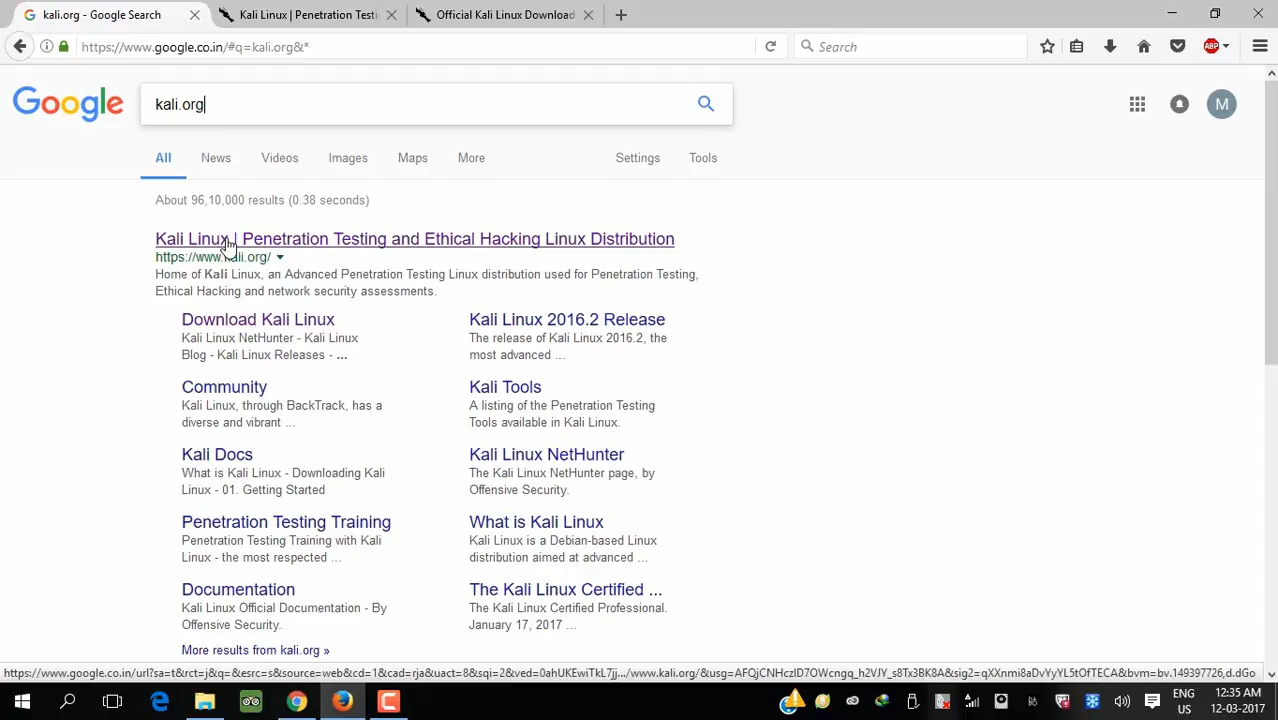 kali.org - Google Search
Kali Linux | Penetration Testi
Official Kali Linux Download
https://www.google.co.in/#q=kali.org&*
Search
ABP
Google
kali.org
M
All
News
Videos
Images
Maps
More
Settings
Tools
About 96,10,000 results (0.38 seconds)
Kali Linux | Penetration Testing and Ethical Hacking Linux Distribution
https://www.kali.org/
Home of Kali Linux, an Advanced Penetration Testing Linux distribution used for Penetration Testing,
Ethical Hacking and network security assessments.
Download Kali Linux
Kali Linux NetHunter - Kali Linux
Blog - Kali Linux Releases - ...
Kali Linux 2016.2 Release
The release of Kali Linux 2016.2, the
most advanced ...
Community
Kali Linux, through BackTrack, has a
diverse and vibrant ...
Kali Tools
A listing of the Penetration Testing
Tools available in Kali Linux.
Kali Docs
What is Kali Linux - Downloading Kali
Linux - 01. Getting Started
Kali Linux NetHunter
The Kali Linux NetHunter page, by
Offensive Security.
Penetration Testing Training
Penetration Testing Training with Kali
Linux - the most respected ...
What is Kali Linux
Kali Linux is a Debian-based Linux
distribution aimed at advanced ...
Documentation
Kali Linux Official Documentation - By
Offensive Security.
The Kali Linux Certified ...
The Kali Linux Certified Professional.
January 17, 2017 ...
More results from kali.org »
ENG
US
12:35 AM
12-03-2017